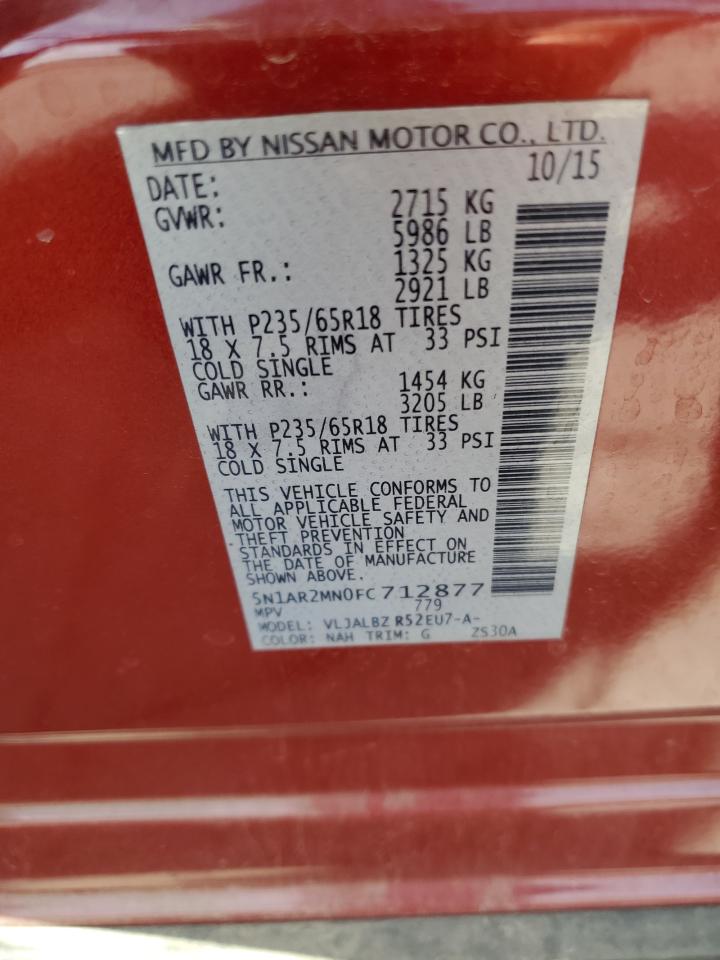 MFD BY NISSAN MOTOR CO., LTD.
DATE: 10/15
GVWR: 2715 KG
5986 LB
GAWR FR.: 1325 KG
2921 LB
WITH P235/65R18 TIRES
18 X 7.5 RIMS AT 33 PSI
COLD SINGLE
GAWR RR.: 1454 KG
3205 LB
WITH P235/65R18 TIRES
18 X 7.5 RIMS AT 33 PSI
COLD SINGLE
THIS VEHICLE CONFORMS TO
ALL APPLICABLE FEDERAL
MOTOR VEHICLE SAFETY AND
THEFT PREVENTION
STANDARDS IN EFFECT ON
THE DATE OF MANUFACTURE
SHOWN ABOVE.
5N1AR2MN0FC712877
MPV 779
MODEL: VLJALBZ R52EU7-A-
COLOR: NAH TRIM: G ZS30A